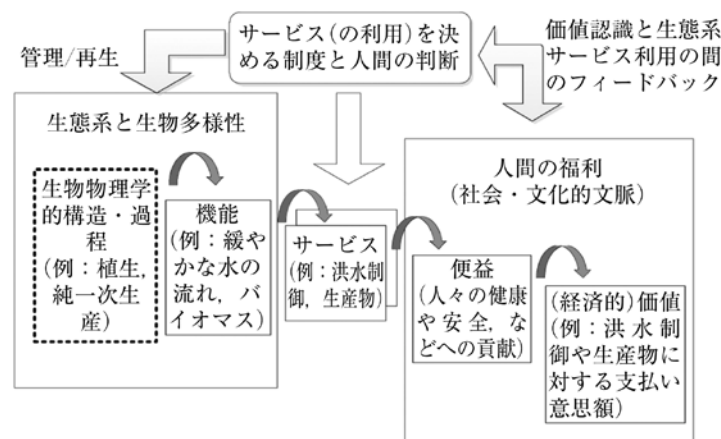 サービス(の利用)を決
める制度と人間の判断
価値認識と生態系
サービス利用の間
のフィードバック
管理/再生
生態系と生物多様性
生物物理学
的構造・過
程
(例：植生,
純一次生
産)
機能
(例：緩や
かな水の
流れ, バ
イオマス)
サービス
(例：洪水制
御, 生産物)
人間の福利
(社会・文化的文脈)
便益
(人々の健康
や安全, な
どへの貢献)
(経済的)価値
(例：洪水制
御や生産物に
対する支払い
意思額)